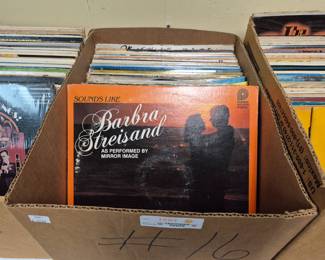 SOUNDS LIKE
Barbra
Streisand
AS PERFORMED BY
MIRROR IMAGE
#16